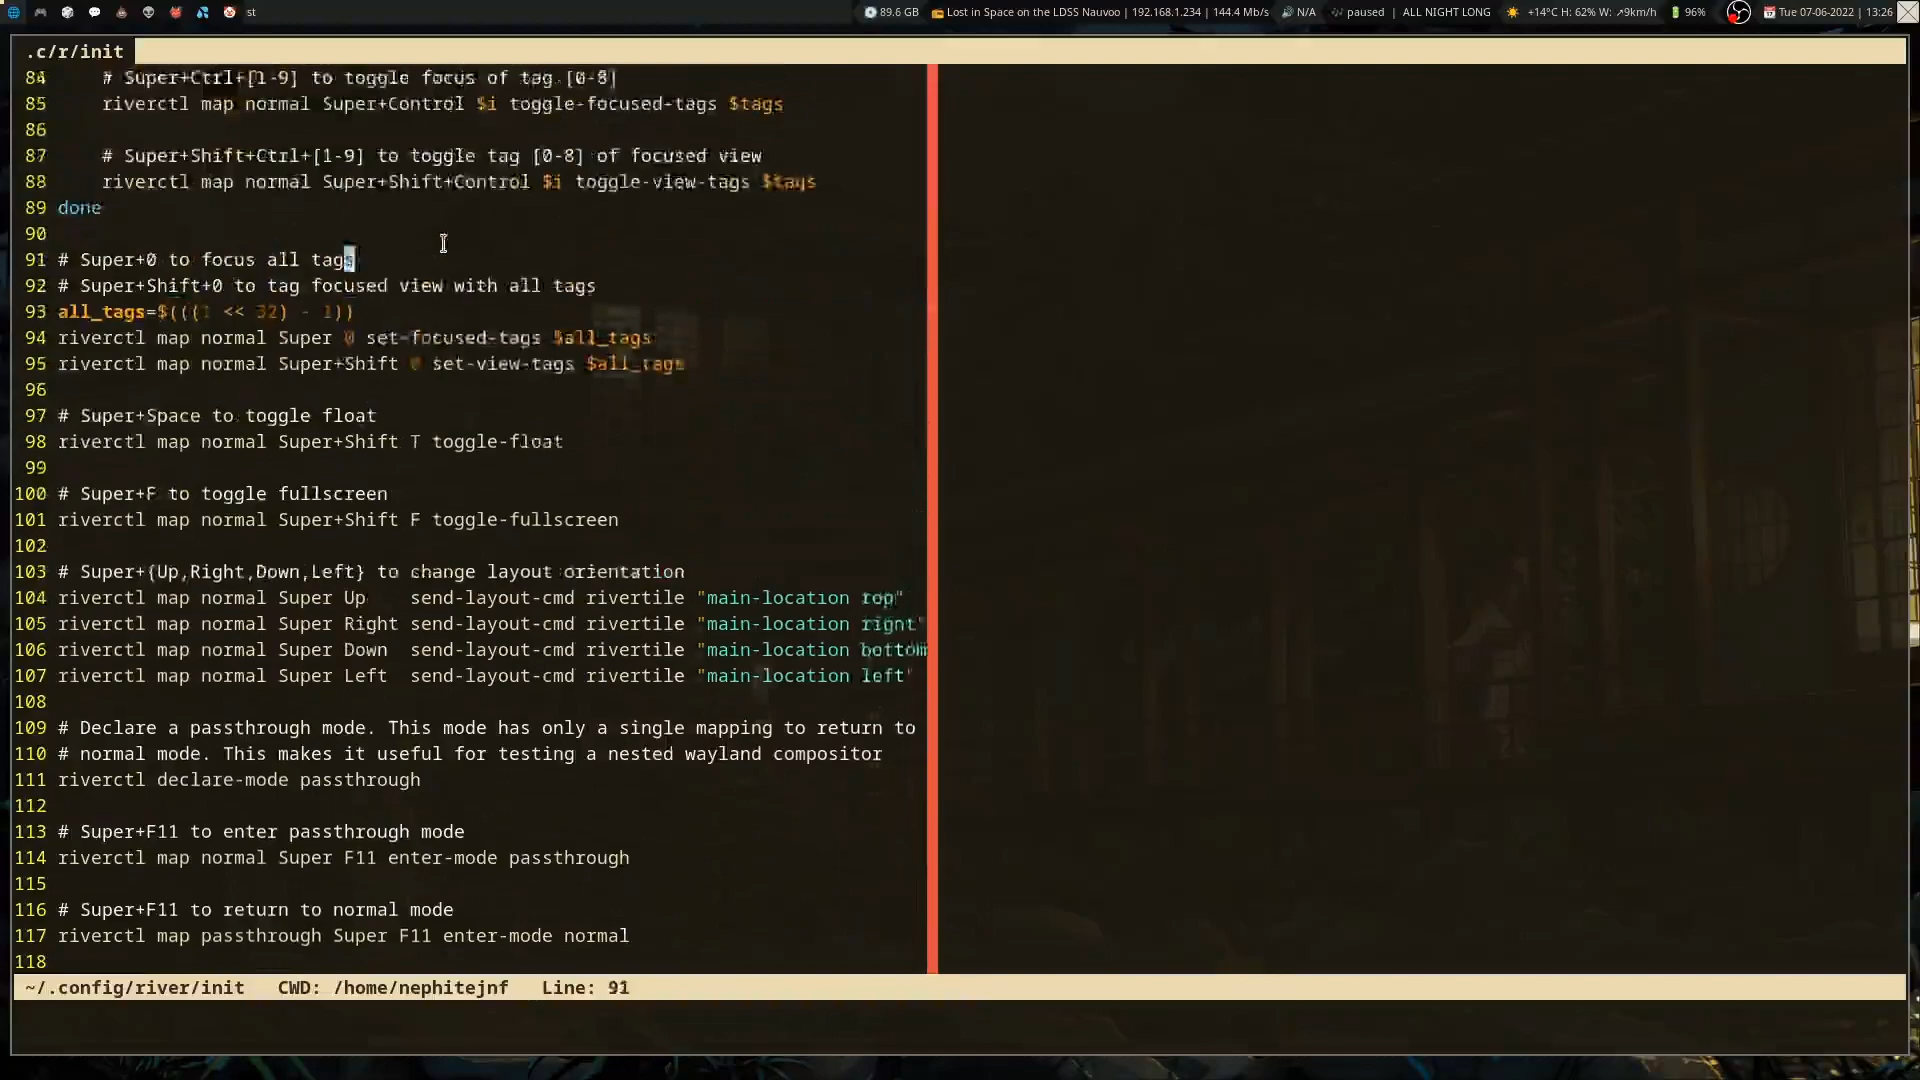 st
89.6 GB
Lost in Space on the LDSS Nauvoo | 192.168.1.234 | 144.4 Mb/s
N/A
paused | ALL NIGHT LONG
+14°C H: 62% W: ↗9km/h
96%
Tue 07-06-2022 | 13:26
.c/r/init
84 # Super+Ctrl+[1-9] to toggle focus of tag [0-8]
85 riverctl map normal Super+Control $i toggle-focused-tags $tags
86
87 # Super+Shift+Ctrl+[1-9] to toggle tag [0-8] of focused view
88 riverctl map normal Super+Shift+Control $i toggle-view-tags $tags
89 done
90
91 # Super+0 to focus all tags
92 # Super+Shift+0 to tag focused view with all tags
93 all_tags=$(((1 << 32) - 1))
94 riverctl map normal Super 0 set-focused-tags $all_tags
95 riverctl map normal Super+Shift 0 set-view-tags $all_tags
96
97 # Super+Space to toggle float
98 riverctl map normal Super+Shift T toggle-float
99
100 # Super+F to toggle fullscreen
101 riverctl map normal Super+Shift F toggle-fullscreen
102
103 # Super+{Up,Right,Down,Left} to change layout orientation
104 riverctl map normal Super Up send-layout-cmd rivertile "main-location top"
105 riverctl map normal Super Right send-layout-cmd rivertile "main-location right"
106 riverctl map normal Super Down send-layout-cmd rivertile "main-location bottom
107 riverctl map normal Super Left send-layout-cmd rivertile "main-location left"
108
109 # Declare a passthrough mode. This mode has only a single mapping to return to
110 # normal mode. This makes it useful for testing a nested wayland compositor
111 riverctl declare-mode passthrough
112
113 # Super+F11 to enter passthrough mode
114 riverctl map normal Super F11 enter-mode passthrough
115
116 # Super+F11 to return to normal mode
117 riverctl map passthrough Super F11 enter-mode normal
118
~/.config/river/init CWD: /home/nephitejnf Line: 91